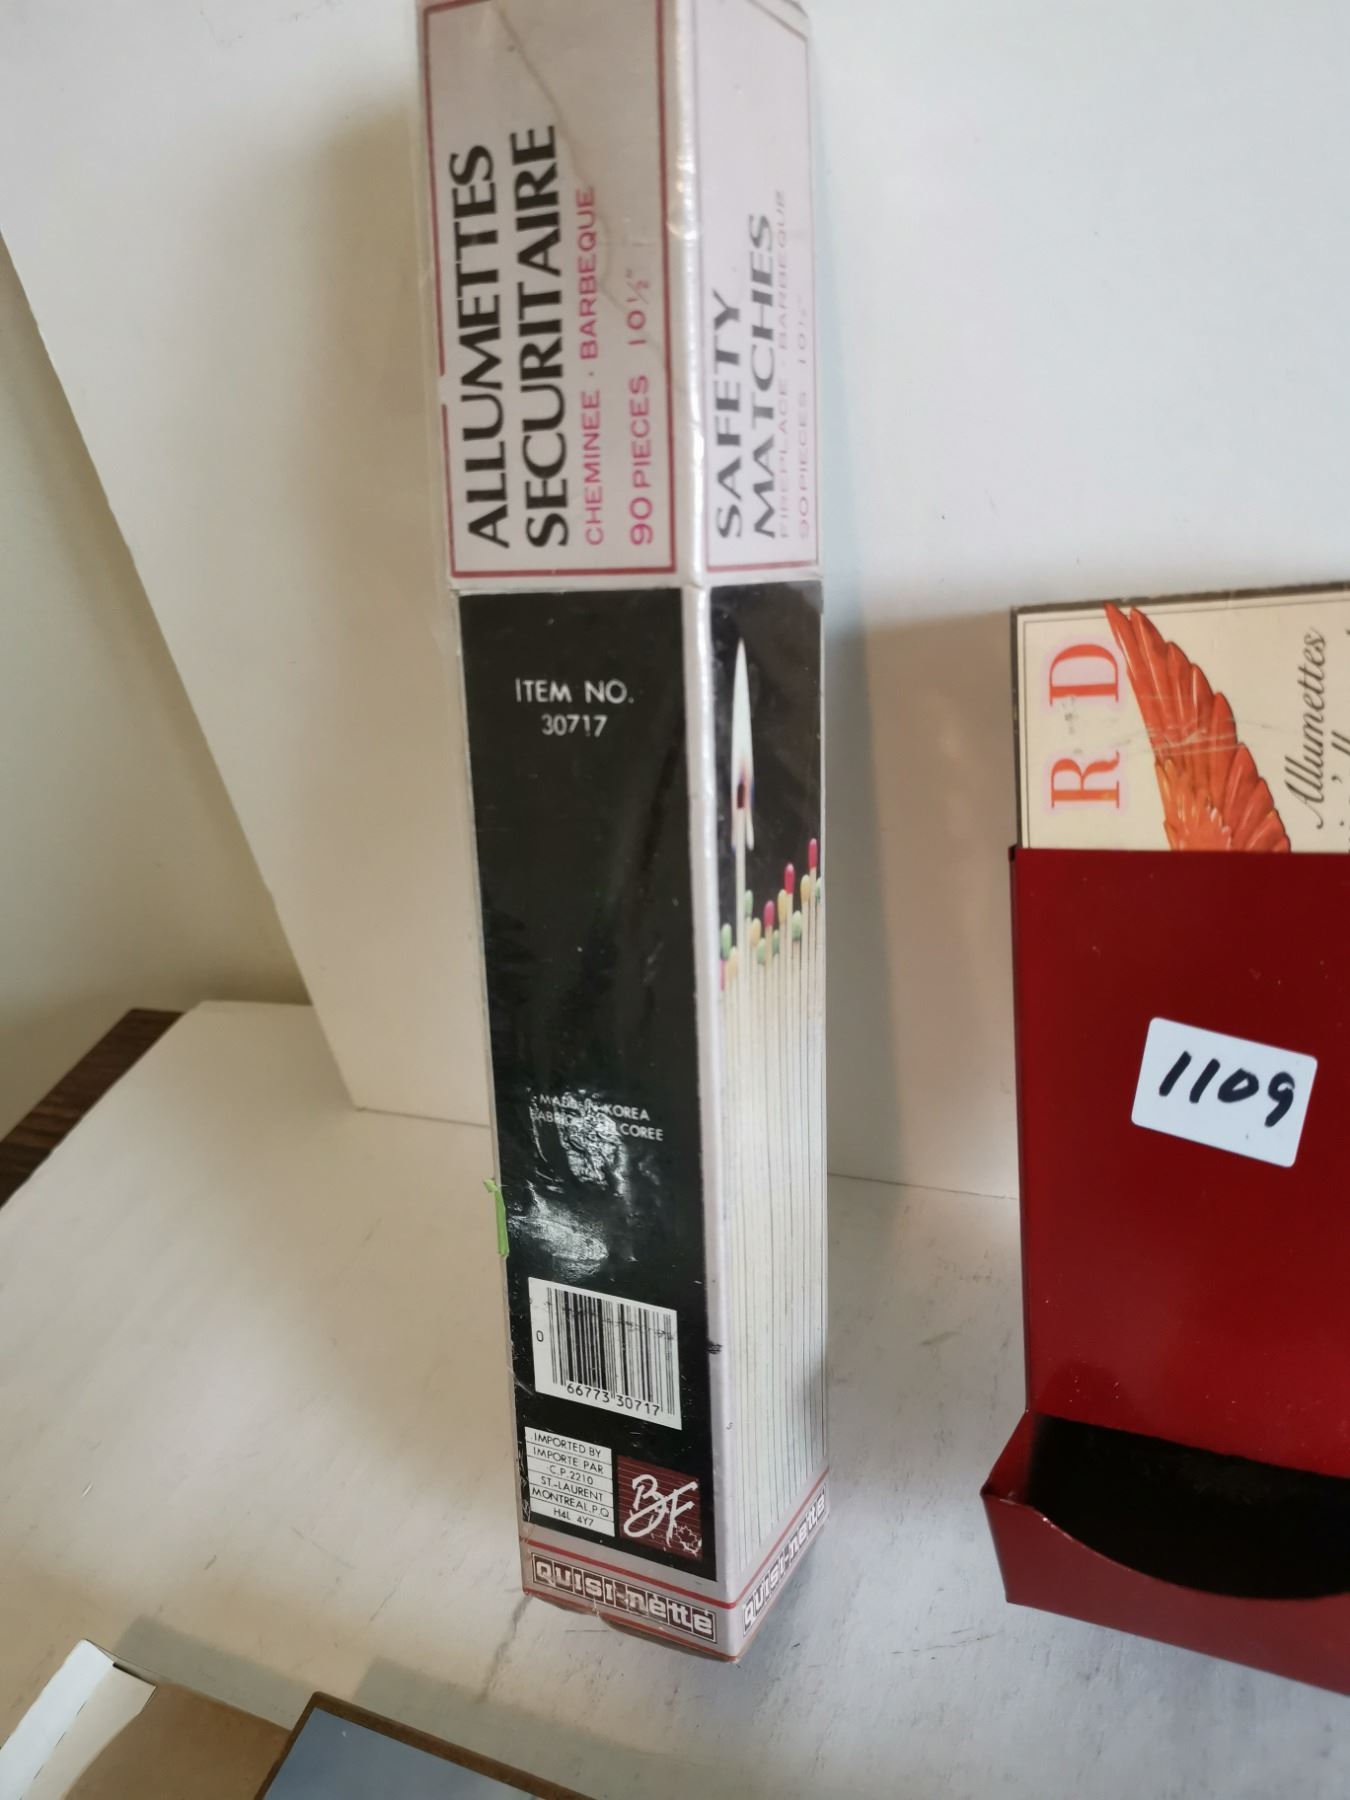 ALLUMETTES
SECURITAIRE
CHEMINEE · BARBEQUE
90 PIECES 10½"
SAFETY
MATCHES
FIREPLACE · BARBEQUE
90 PIECES 10½"
ITEM NO.
30717
MADE IN KOREA
COREE
0
66773 30717
IMPORTED BY
IMPORTE PAR
C.P. 2210
ST.-LAURENT
MONTREAL, P.Q.
H4L 4Y7
BF
QUISI-NETTE
QUISI-NETTE
R D
Allumettes
1109